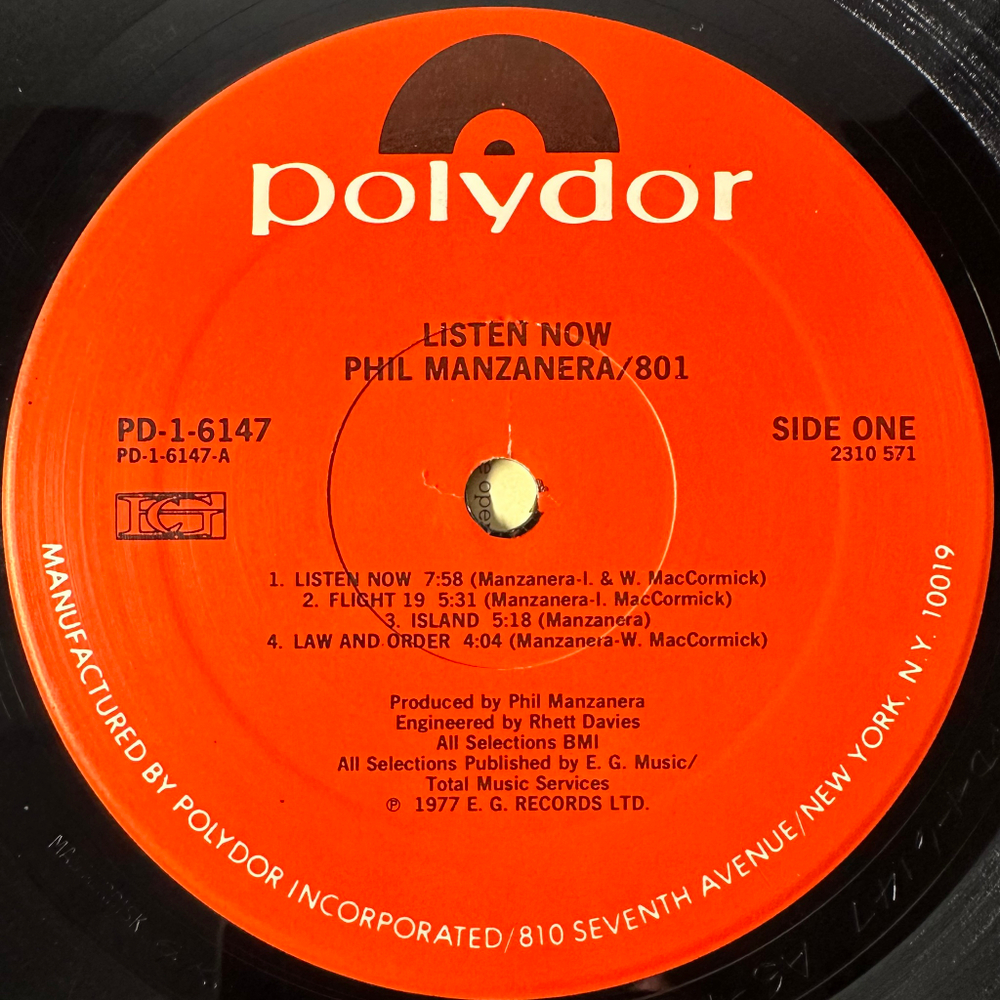 polydor
LISTEN NOW
PHIL MANZANERA/801
PD-1-6147
PD-1-6147-A
SIDE ONE
2310 571
EG
1. LISTEN NOW 7:58 (Manzanera-I. & W. MacCormick)
2. FLIGHT 19 5:31 (Manzanera-I. MacCormick)
3. ISLAND 5:18 (Manzanera)
4. LAW AND ORDER 4:04 (Manzanera-W. MacCormick)
Produced by Phil Manzanera
Engineered by Rhett Davies
All Selections BMI
All Selections Published by E. G. Music/
Total Music Services
℗ 1977 E. G. RECORDS LTD.
MANUFACTURED BY POLYDOR INCORPORATED/810 SEVENTH AVENUE/NEW YORK, N.Y. 10019